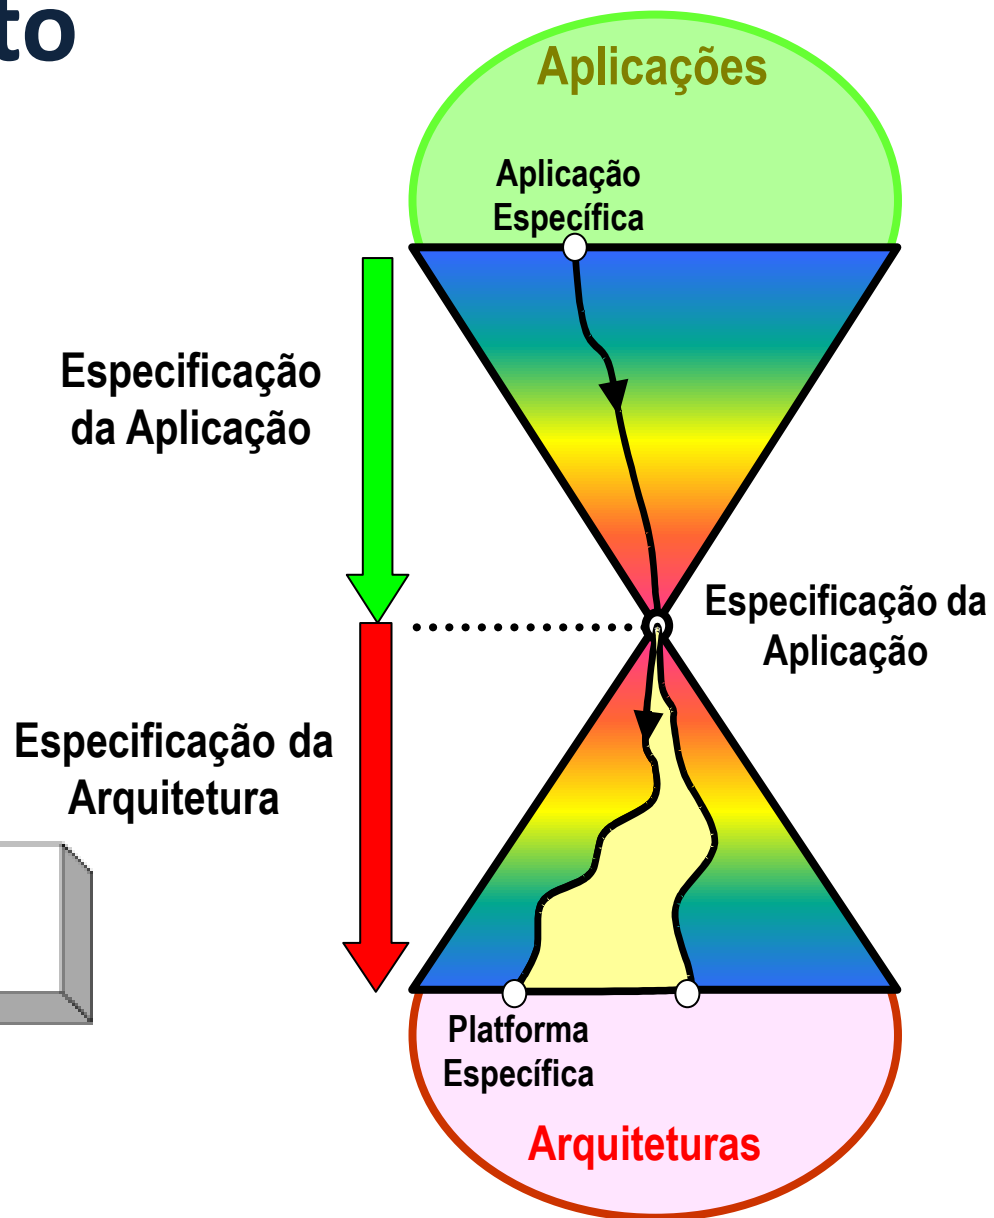 to
Aplicações
Aplicação
Específica
Especificação
da Aplicação
Especificação da
Aplicação
Especificação da
Arquitetura
Platforma
Específica
Arquiteturas